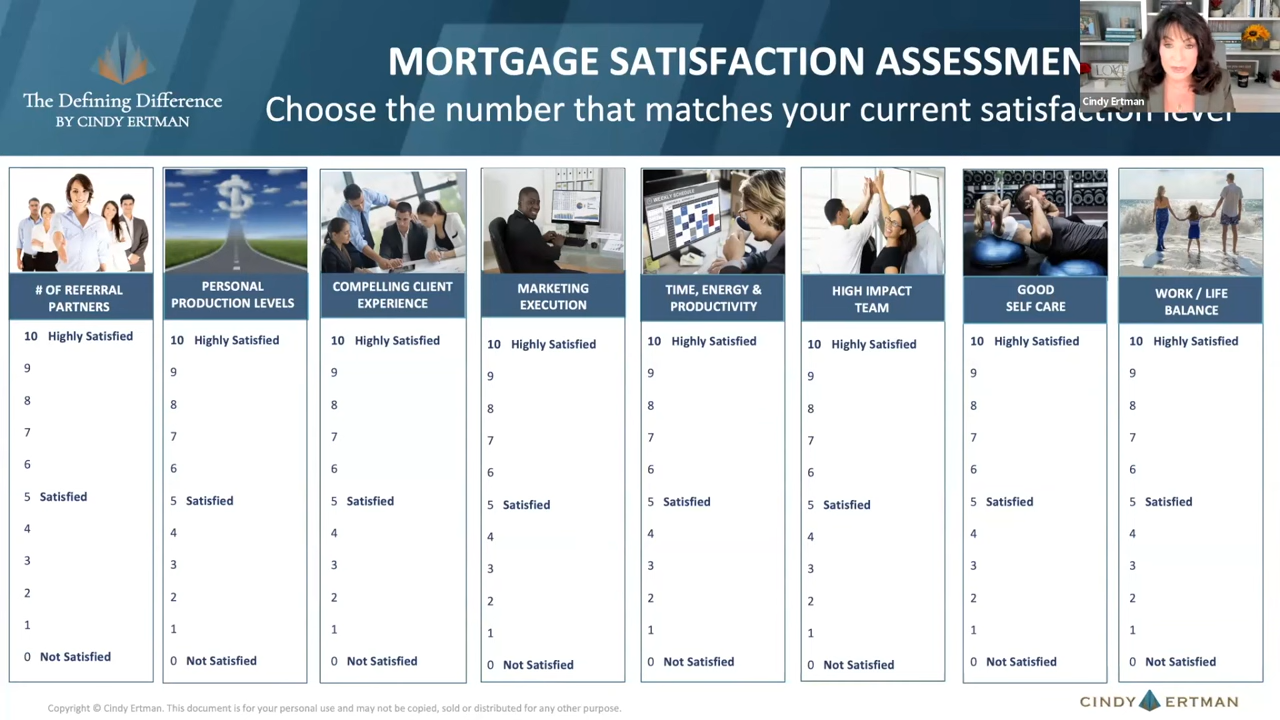 The Defining Difference
BY CINDY ERTMAN
MORTGAGE SATISFACTION ASSESSMEN
Choose the number that matches your current satisfaction level
Cindy Ertman
WEEKLY SCHEDULE
# OF REFERRAL
PARTNERS
10 Highly Satisfied
9
8
7
6
5 Satisfied
4
3
2
1
0 Not Satisfied
PERSONAL
PRODUCTION LEVELS
10 Highly Satisfied
9
8
7
6
5 Satisfied
4
3
2
1
0 Not Satisfied
COMPELLING CLIENT
EXPERIENCE
10 Highly Satisfied
9
8
7
6
5 Satisfied
4
3
2
1
0 Not Satisfied
MARKETING
EXECUTION
10 Highly Satisfied
9
8
7
6
5 Satisfied
4
3
2
1
0 Not Satisfied
TIME, ENERGY &
PRODUCTIVITY
10 Highly Satisfied
9
8
7
6
5 Satisfied
4
3
2
1
0 Not Satisfied
HIGH IMPACT
TEAM
10 Highly Satisfied
9
8
7
6
5 Satisfied
4
3
2
1
0 Not Satisfied
GOOD
SELF CARE
10 Highly Satisfied
9
8
7
6
5 Satisfied
4
3
2
1
0 Not Satisfied
WORK / LIFE
BALANCE
10 Highly Satisfied
9
8
7
6
5 Satisfied
4
3
2
1
0 Not Satisfied
Copyright © Cindy Ertman. This document is for your personal use and may not be copied, sold or distributed for any other purpose.
CINDY ERTMAN